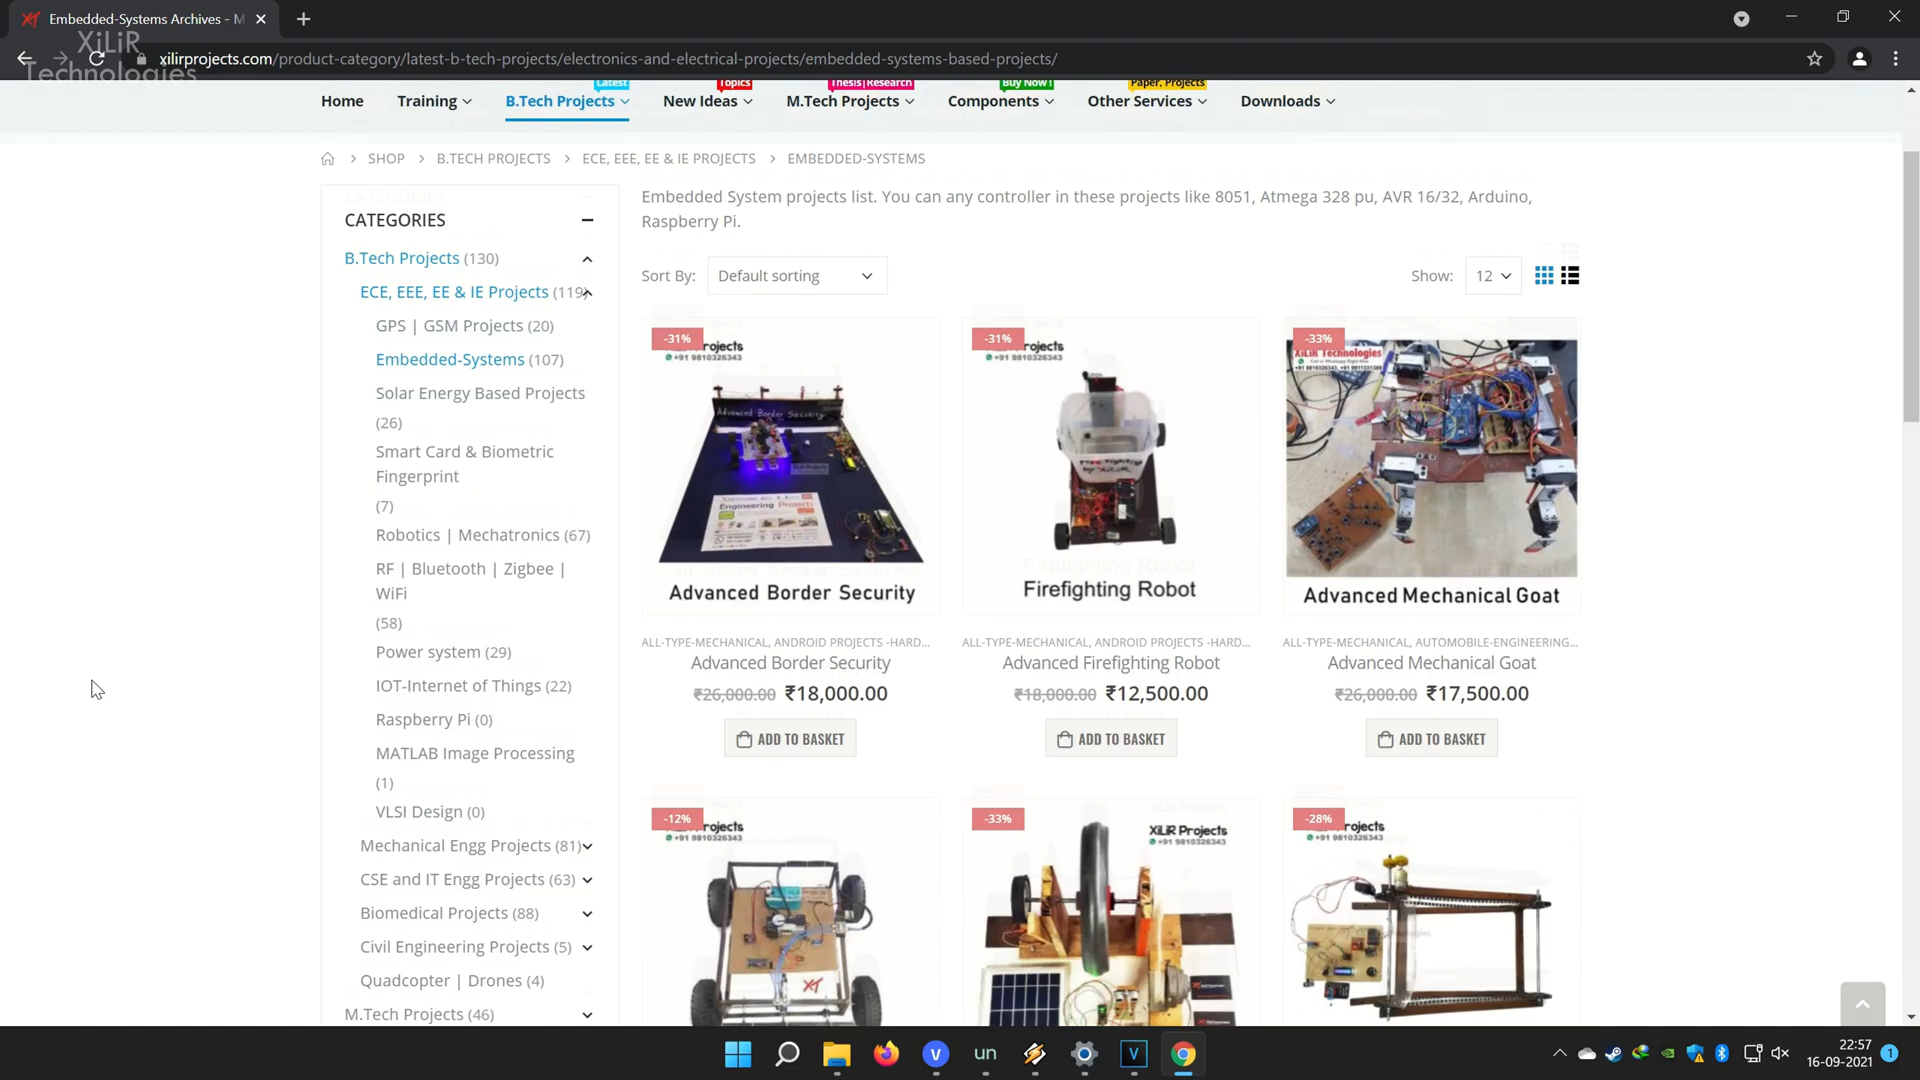 Embedded-Systems Archives - M
XiLiR
Technologies
xilirprojects.com/product-category/latest-b-tech-projects/electronics-and-electrical-projects/embedded-systems-based-projects/
Latest
Topics
Thesis|Research
Buy Now !
Paper, Projects
Home
Training
B.Tech Projects
New Ideas
M.Tech Projects
Components
Other Services
Downloads
SHOP > B.TECH PROJECTS > ECE, EEE, EE & IE PROJECTS > EMBEDDED-SYSTEMS
CATEGORIES
B.Tech Projects (130)
ECE, EEE, EE & IE Projects (119)
GPS | GSM Projects (20)
Embedded-Systems (107)
Solar Energy Based Projects
(26)
Smart Card & Biometric
Fingerprint
(7)
Robotics | Mechatronics (67)
RF | Bluetooth | Zigbee |
WiFi
(58)
Power system (29)
IOT-Internet of Things (22)
Raspberry Pi (0)
MATLAB Image Processing
(1)
VLSI Design (0)
Mechanical Engg Projects (81)
CSE and IT Engg Projects (63)
Biomedical Projects (88)
Civil Engineering Projects (5)
Quadcopter | Drones (4)
M.Tech Projects (46)
Embedded System projects list. You can any controller in these projects like 8051, Atmega 328 pu, AVR 16/32, Arduino,
Raspberry Pi.
Sort By: Default sorting
Show: 12
-31%
rojects
+91 9810326343
Advanced Border Security
Engineering Projects
Advanced Border Security
ALL-TYPE-MECHANICAL, ANDROID PROJECTS -HARD...
Advanced Border Security
₹26,000.00 ₹18,000.00
ADD TO BASKET
-31%
rojects
+91 9810326343
Firefighting Robot
ALL-TYPE-MECHANICAL, ANDROID PROJECTS -HARD...
Advanced Firefighting Robot
₹18,000.00 ₹12,500.00
ADD TO BASKET
-33%
XiLiR Technologies
+91 9810326343, +91 9911331389
Advanced Mechanical Goat
ALL-TYPE-MECHANICAL, AUTOMOBILE-ENGINEERING...
Advanced Mechanical Goat
₹26,000.00 ₹17,500.00
ADD TO BASKET
-12%
rojects
+91 9810326343
-33%
XiLiR Projects
+91 9810326343
-28%
rojects
+91 9810326343
un
22:57
16-09-2021
1